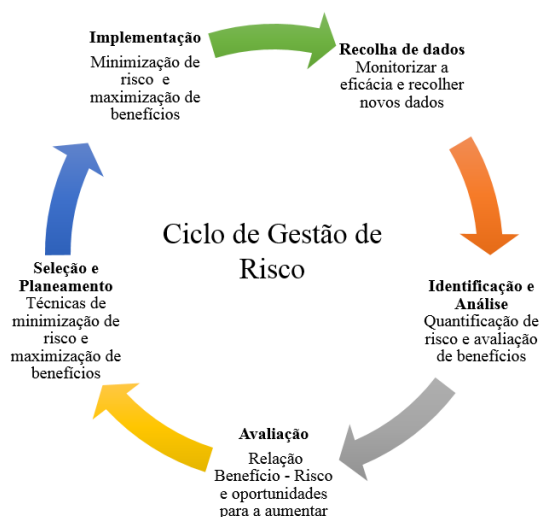 Implementação
Minimização de
risco e
maximização de
benefícios
Recolha de dados
Monitorizar a
eficácia e recolher
novos dados
Ciclo de Gestão de
Risco
Identificação e
Análise
Quantificação de
risco e avaliação
de benefícios
Avaliação
Relação
Benefício - Risco
e oportunidades
para a aumentar
Seleção e
Planeamento
Técnicas de
minimização de
risco e
maximização de
benefícios